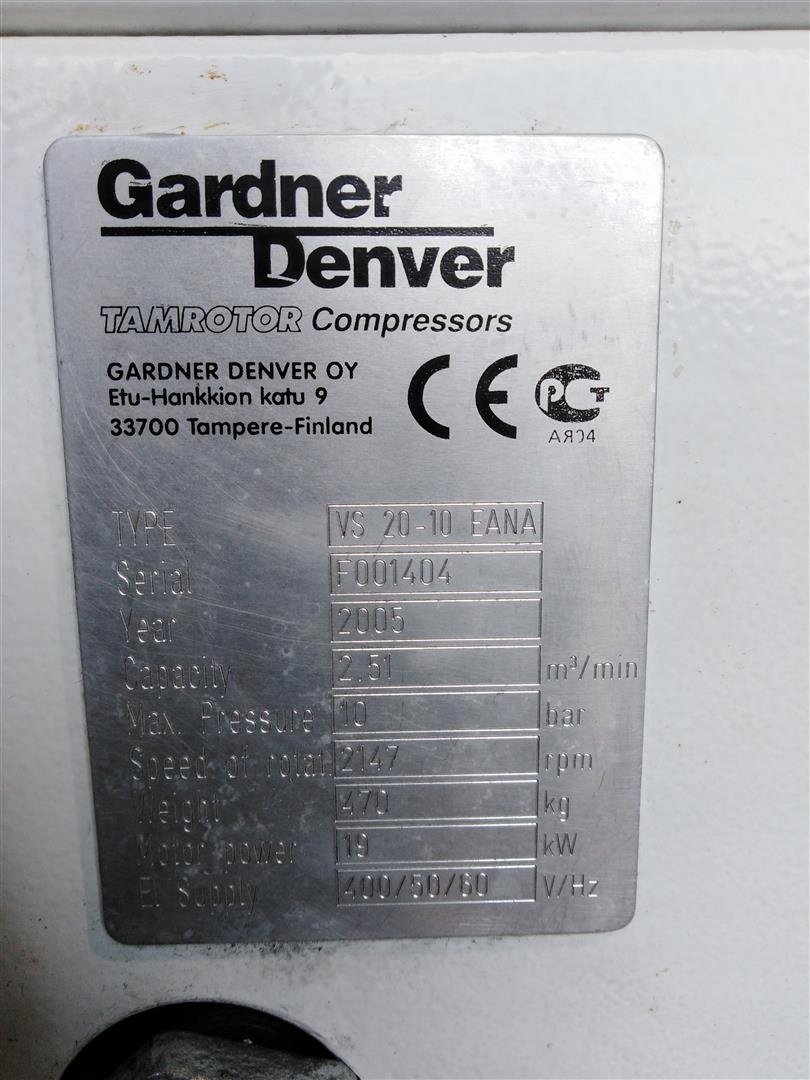 Gardner
Denver
TAMROTOR Compressors
GARDNER DENVER OY
Etu-Hankkion katu 9
33700 Tampere-Finland
CE
PCT
АЯ04
TYPE VS 20-10 EANA
Serial F001404
Year 2005
Capacity 2,51 m³/min
Max. Pressure 10 bar
Speed of rotat 2147 rpm
Weight 470 kg
Motor power 19 kW
El Supply 400/50/60 V/Hz